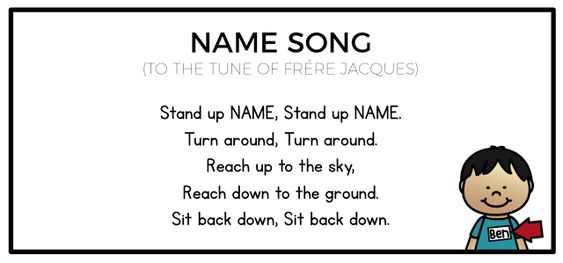 NAME SONG
(TO THE TUNE OF FRÉRE JACQUES)
Stand up NAME, Stand up NAME.
Turn around, Turn around.
Reach up to the sky,
Reach down to the ground.
Sit back down, Sit back down.
Ben